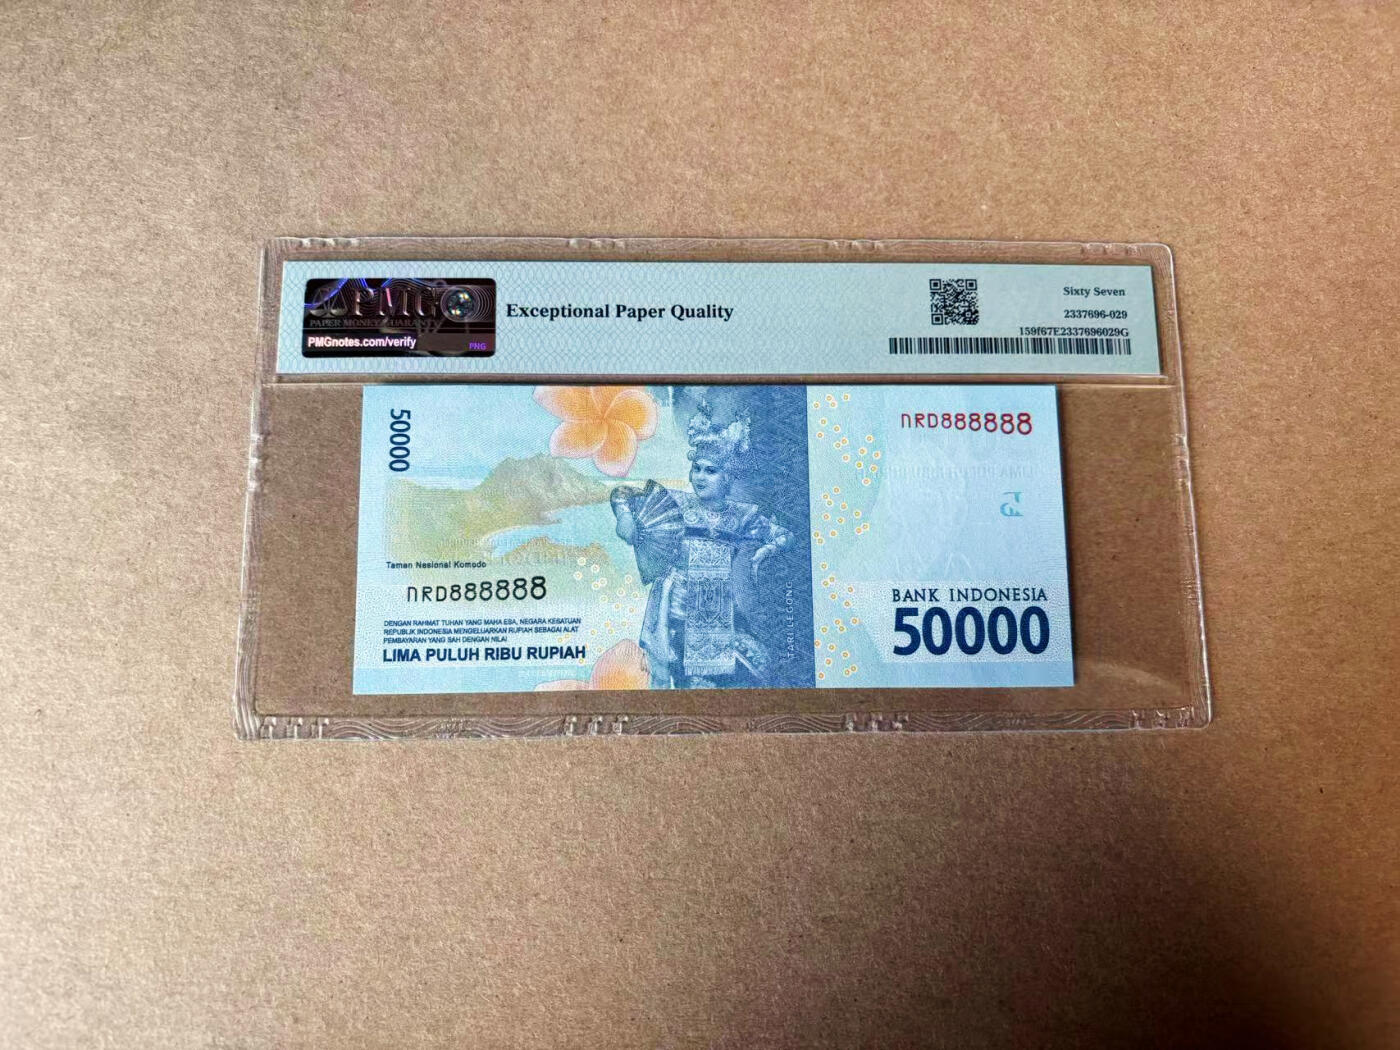 PMG
PAPER MONEY GUARANTY
PMGnotes.com/verify
PNG
Exceptional Paper Quality
Sixty Seven
2337696-029
159f67E2337696029G
50000
NRD888888
Taman Nasional Komodo
NRD888888
DENGAN RAHMAT TUHAN YANG MAHA ESA, NEGARA KESATUAN
REPUBLIK INDONESIA MENGELUARKAN RUPIAH SEBAGAI ALAT
PEMBAYARAN YANG SAH DENGAN NILAI
LIMA PULUH RIBU RUPIAH
TARI LEGONG
BANK INDONESIA
50000